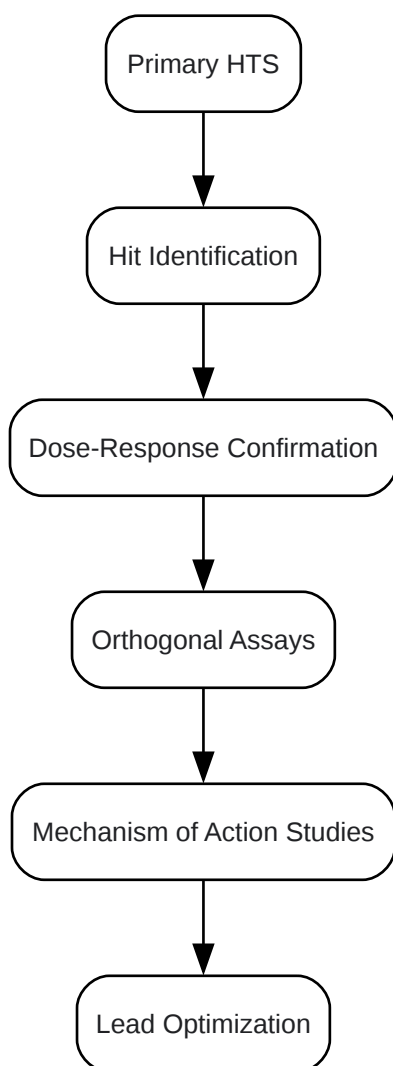 Primary HTS
Hit Identification
Dose-Response Confirmation
Orthogonal Assays
Mechanism of Action Studies
Lead Optimization